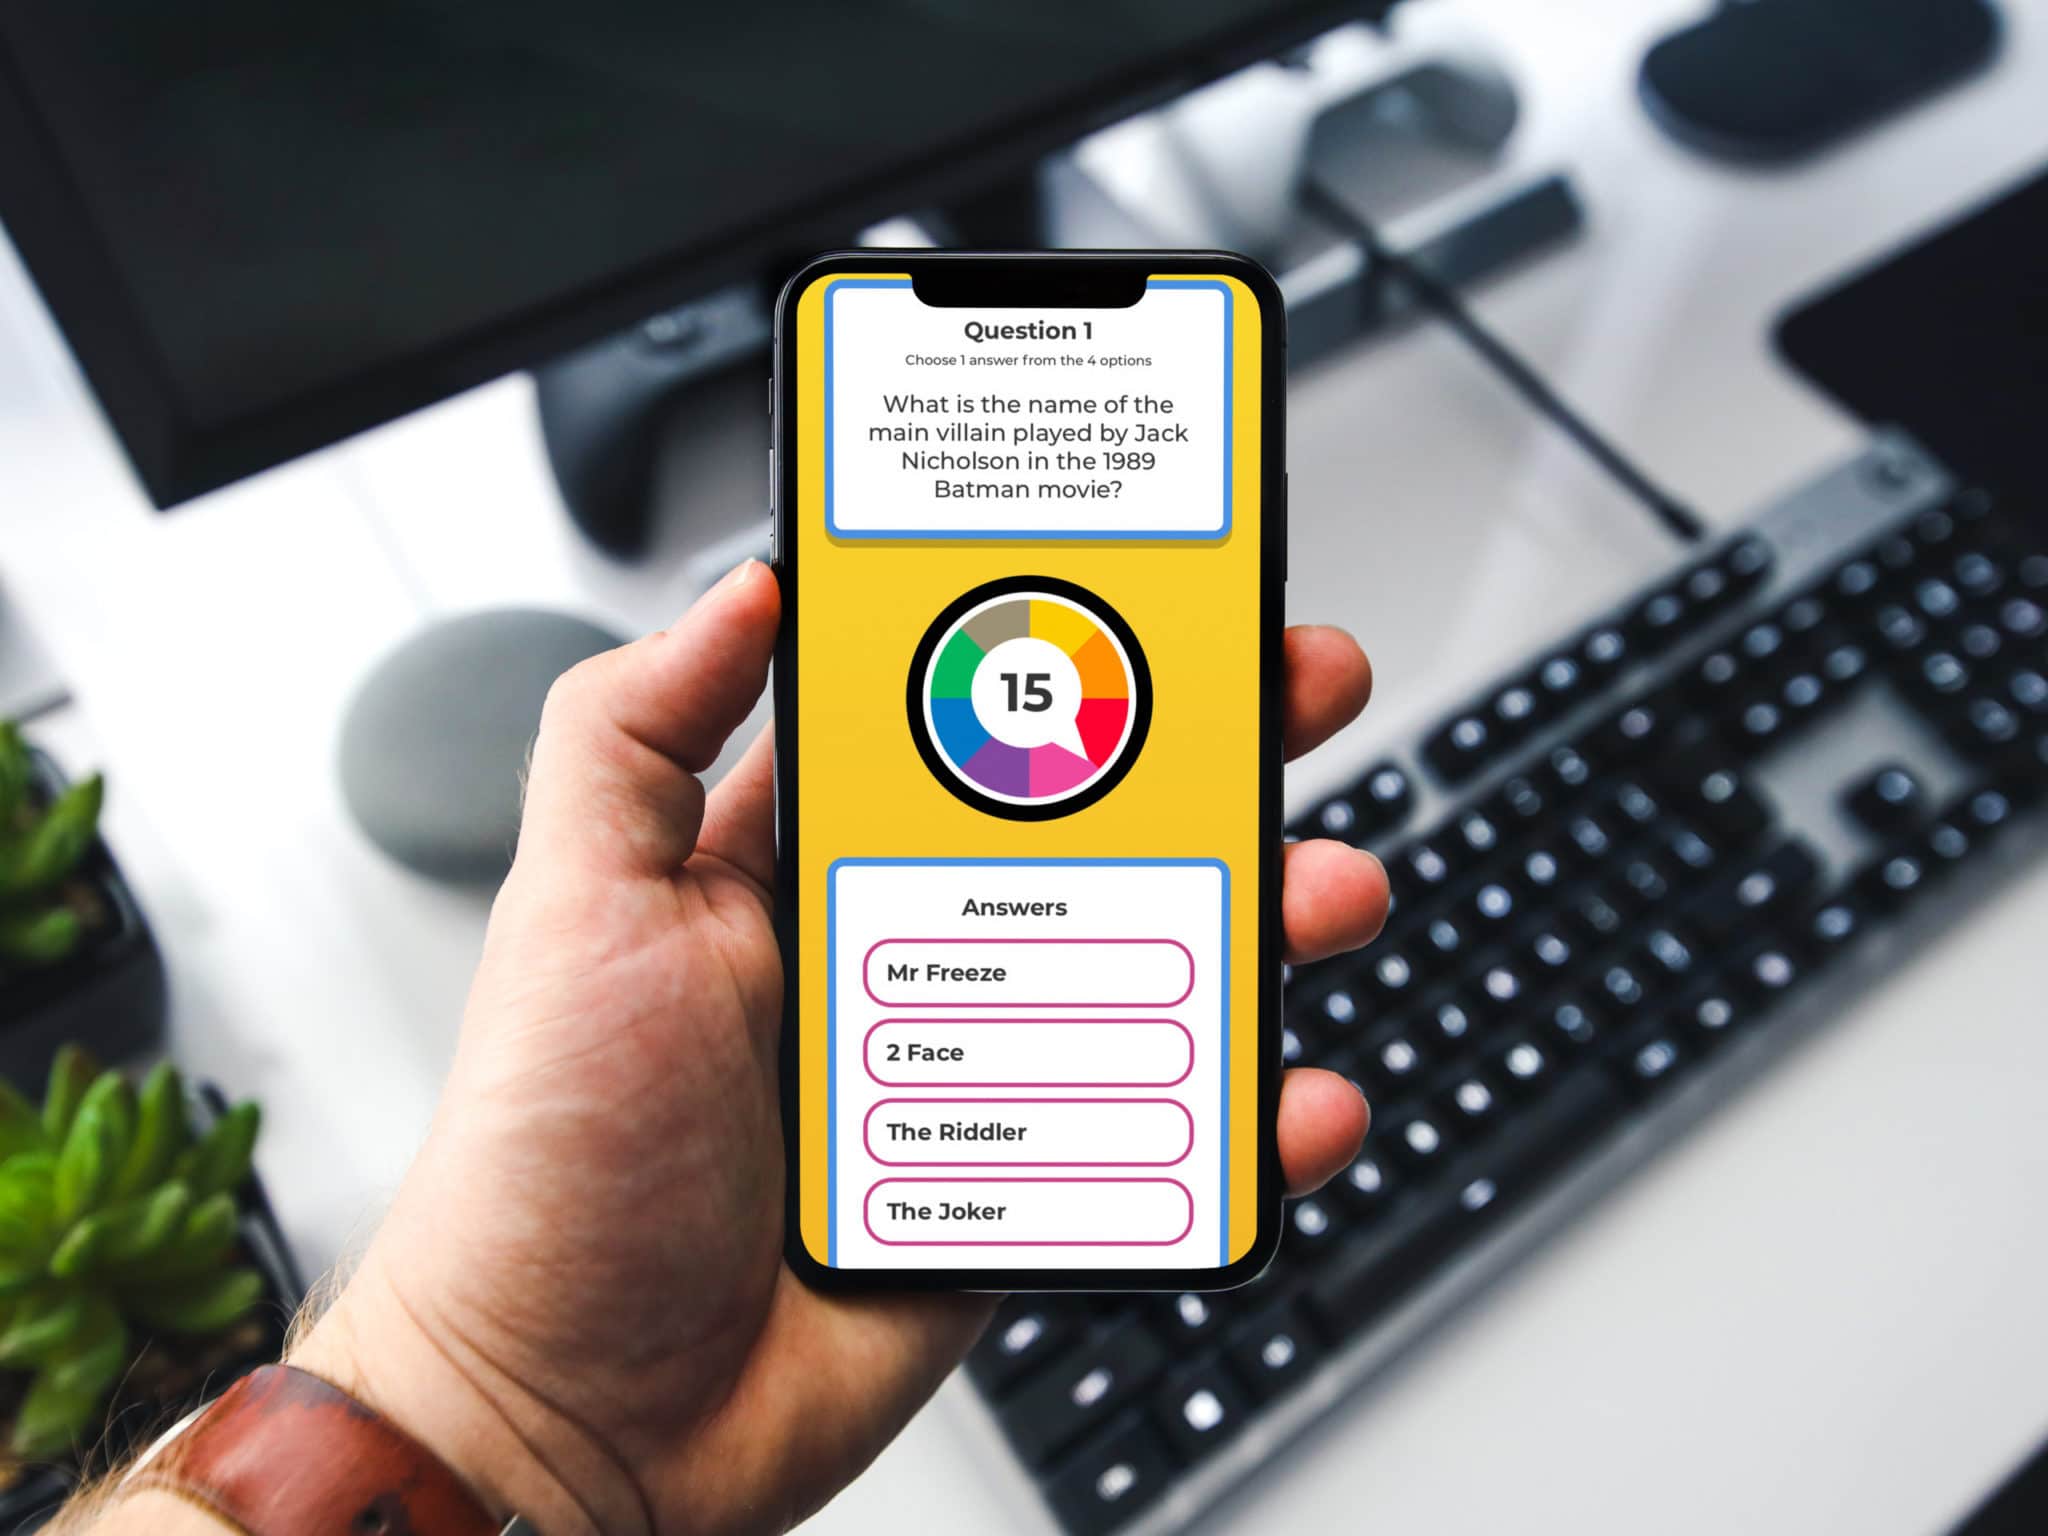 Question 1
Choose 1 answer from the 4 options
What is the name of the
main villain played by Jack
Nicholson in the 1989
Batman movie?
15
Answers
Mr Freeze
2 Face
The Riddler
The Joker